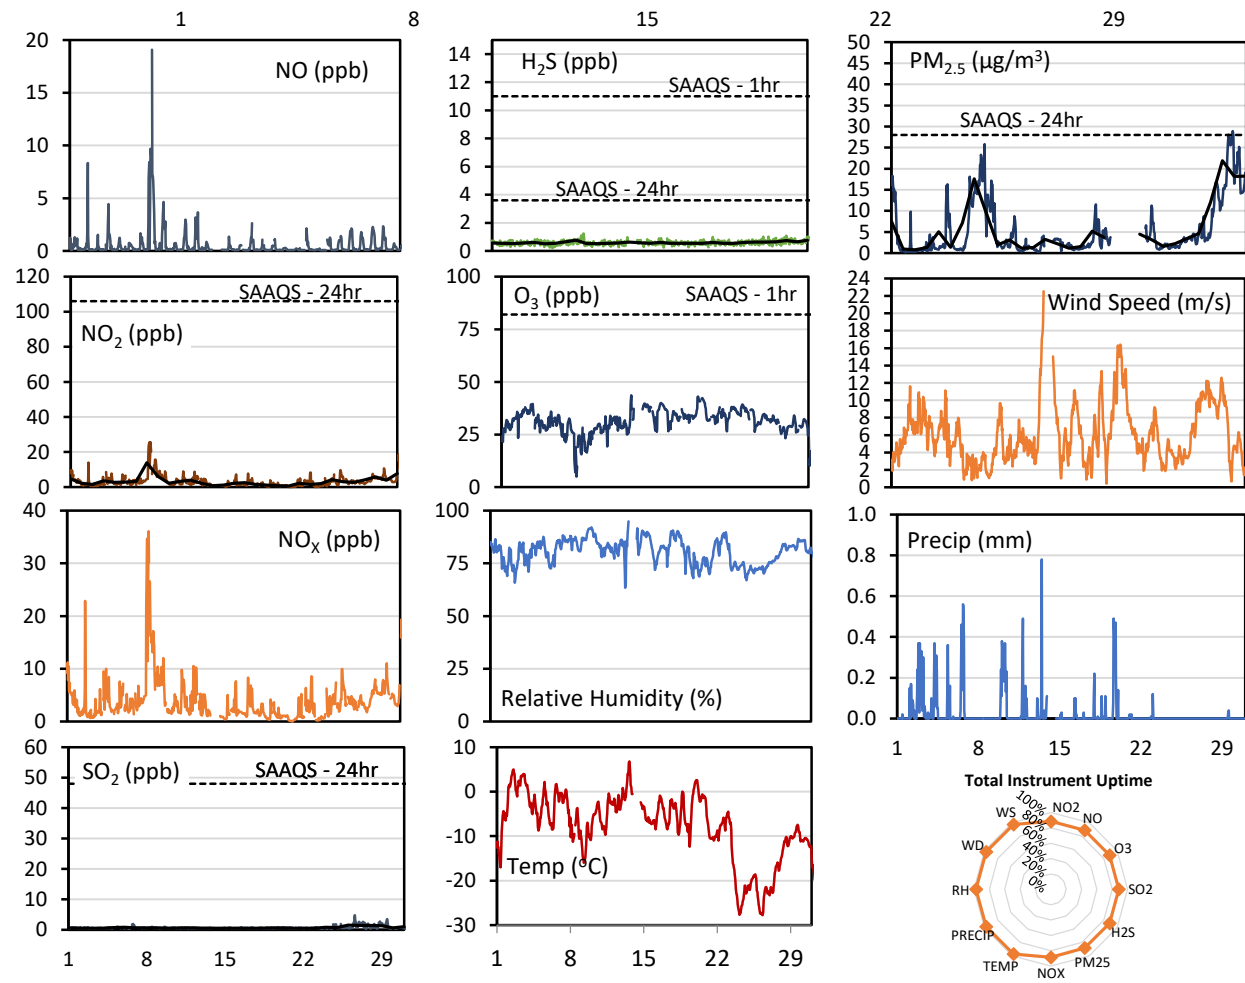 1 8 15 22 29
20
15
10
5
0
NO (ppb)
14
12
10
8
6
4
2
0
H₂S (ppb)
SAAQS - 1hr
SAAQS - 24hr
50
45
40
35
30
25
20
15
10
5
0
PM₂.₅ (µg/m³)
SAAQS - 24hr
120
100
80
60
40
20
0
SAAQS - 24hr
NO₂ (ppb)
100
75
50
25
0
O₃ (ppb)
SAAQS - 1hr
24
22
20
18
16
14
12
10
8
6
4
2
0
Wind Speed (m/s)
40
30
20
10
0
NOX (ppb)
100
75
50
25
0
Relative Humidity (%)
1.0
0.8
0.6
0.4
0.2
0.0
Precip (mm)
1 8 15 22 29
60
50
40
30
20
10
0
SO₂ (ppb)
SAAQS - 24hr
1 8 15 22 29
10
0
-10
-20
-30
Temp (°C)
1 8 15 22 29
Total Instrument Uptime
100%
80%
60%
40%
20%
0%
NO2
NO
O3
SO2
H2S
PM25
NOX
TEMP
PRECIP
RH
WD
WS